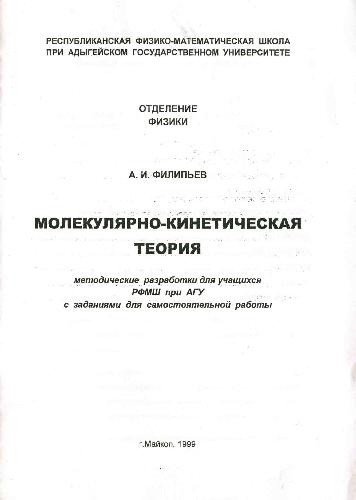 РЕСПУБЛИКАНСКАЯ ФИЗИКО-МАТЕМАТИЧЕСКАЯ ШКОЛА
ПРИ АДЫГЕЙСКОМ ГОСУДАРСТВЕННОМ УНИВЕРСИТЕТЕ
ОТДЕЛЕНИЕ
ФИЗИКИ
А. И. ФИЛИПЬЕВ
МОЛЕКУЛЯРНО-КИНЕТИЧЕСКАЯ
ТЕОРИЯ
методические разработки для учащихся
РФМШ при АГУ
с заданиями для самостоятельной работы
г.Майкоп, 1999